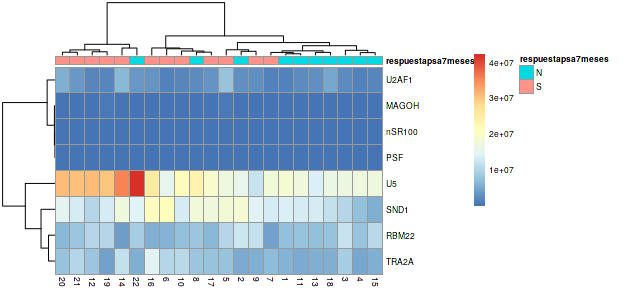 respuestapsa7meses
U2AF1
MAGOH
nSR100
PSF
U5
SND1
RBM22
TRA2A
20 21 12 19 14 22 16 6 10 8 17 5 2 9 7 1 11 13 18 3 4 15
4e+07
3e+07
2e+07
1e+07
respuestapsa7meses
N
S